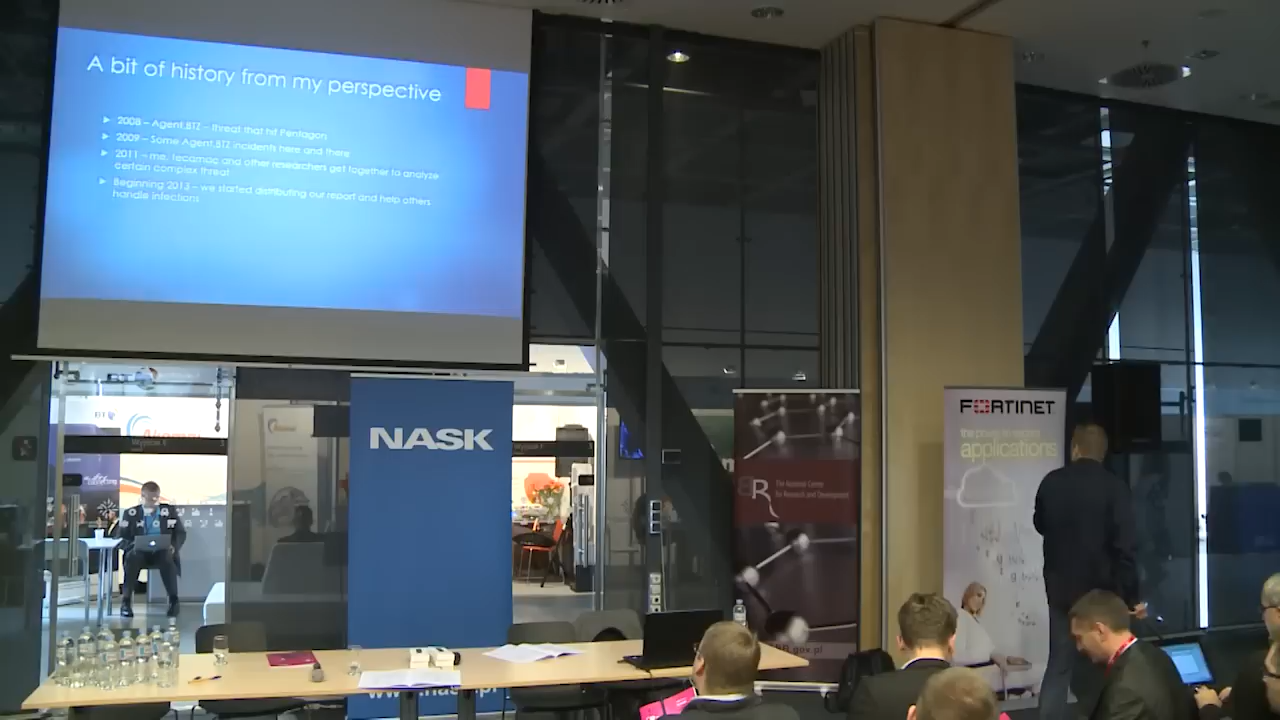 A bit of history from my perspective
2008 – Agent.BTZ – threat that hit Pentagon
2009 – Some Agent.BTZ incidents here and there
2011 – me, tecamac and other researchers get together to analyze
certain complex threat
Beginning 2013 – we started distributing our report and help others
handle infections
BT
NASK
The National Centre
for Research and Development
FORTINET
applications